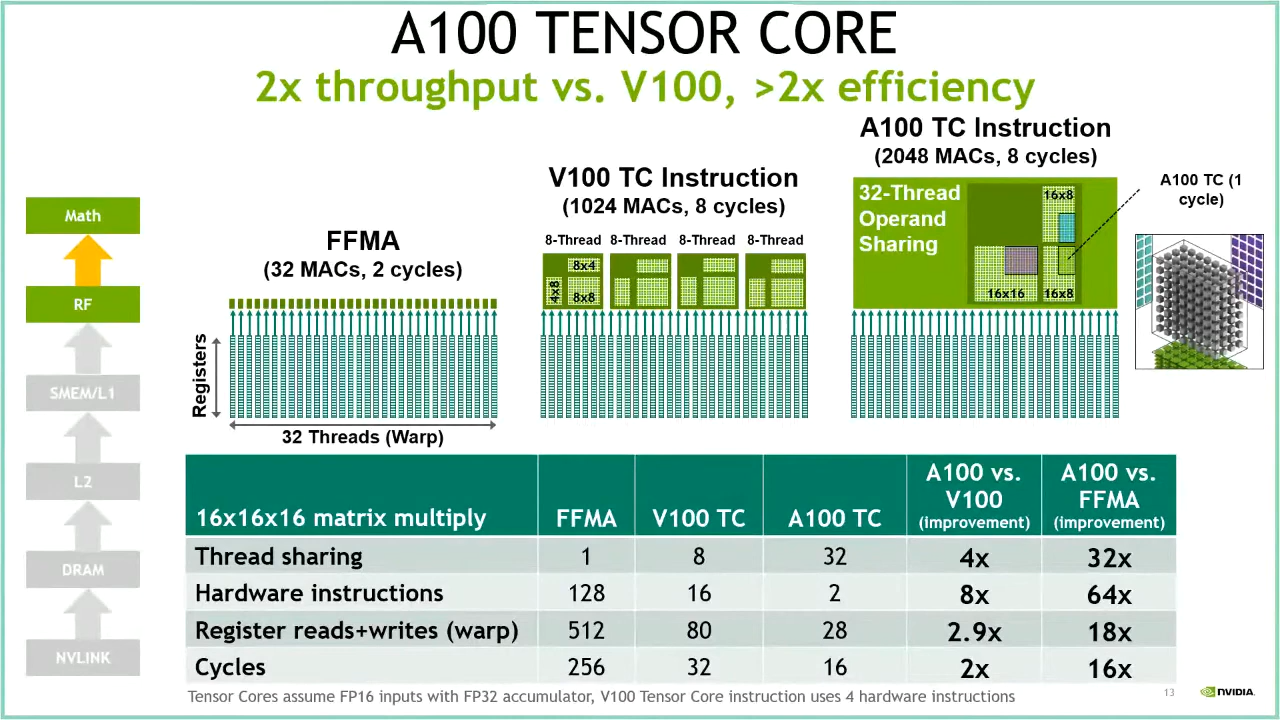 A100 TENSOR CORE
2x throughput vs. V100, >2x efficiency
Math
RF
SMEM/L1
L2
DRAM
NVLINK
FFMA
(32 MACs, 2 cycles)
Registers
32 Threads (Warp)
V100 TC Instruction
(1024 MACs, 8 cycles)
8-Thread 8-Thread 8-Thread 8-Thread
8x4
4x8
8x8
A100 TC Instruction
(2048 MACs, 8 cycles)
32-Thread
Operand
Sharing
16x8
16x16
16x8
A100 TC (1
cycle)
16x16x16 matrix multiply FFMA V100 TC A100 TC A100 vs. V100 (improvement) A100 vs. FFMA (improvement)
Thread sharing 1 8 32 4x 32x
Hardware instructions 128 16 2 8x 64x
Register reads+writes (warp) 512 80 28 2.9x 18x
Cycles 256 32 16 2x 16x
Tensor Cores assume FP16 inputs with FP32 accumulator, V100 Tensor Core instruction uses 4 hardware instructions
13
NVIDIA.